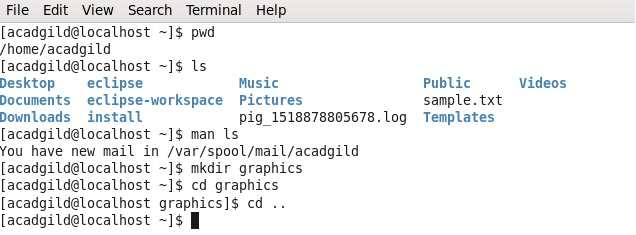 File Edit View Search Terminal Help
[acadgild@localhost ~]$ pwd
/home/acadgild
[acadgild@localhost ~]$ ls
Desktop    eclipse            Music                  Public      Videos
Documents  eclipse-workspace  Pictures               sample.txt
Downloads  install            pig_1518878805678.log  Templates
[acadgild@localhost ~]$ man ls
You have new mail in /var/spool/mail/acadgild
[acadgild@localhost ~]$ mkdir graphics
[acadgild@localhost ~]$ cd graphics
[acadgild@localhost graphics]$ cd ..
[acadgild@localhost ~]$